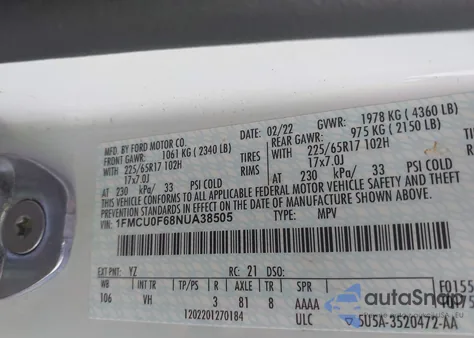 MFD. BY FORD MOTOR CO.
02/22
GVWR: 1978 KG (4360 LB)
FRONT GAWR: 1061 KG (2340 LB)
REAR GAWR: 975 KG (2150 LB)
WITH 225/65R17 102H TIRES
WITH 225/65R17 102H
17x7.0J RIMS
17x7.0J
AT 230 kPa/ 33 PSI COLD
AT 230 kPa/ 33 PSI COLD
THIS VEHICLE CONFORMS TO ALL APPLICABLE FEDERAL MOTOR VEHICLE SAFETY AND THEFT
PREVENTION STANDARDS IN EFFECT ON THE DATE OF MANUFACTURE SHOWN ABOVE.
VIN: 1FMCU0F68NUA38505
TYPE: MPV
EXT PNT: YZ RC: 21 DSO:
WB INT TR TP/PS R AXLE TR SPR
106 VH 3 81 8 AAAA
1202201270184 ULC
5U5A-3520472-AA
autoSnap